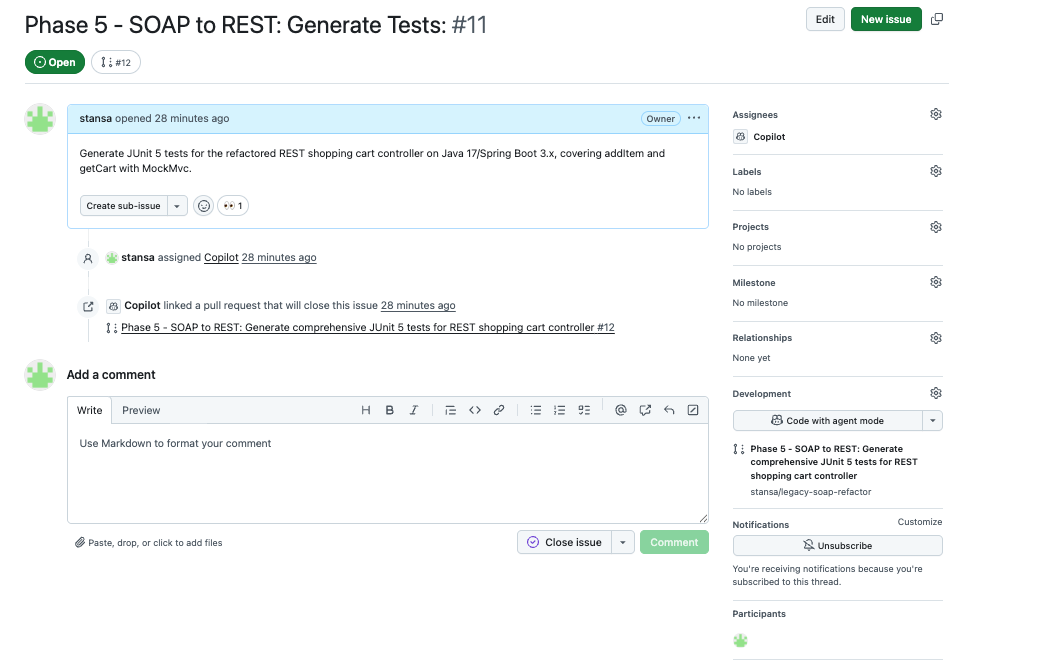 Phase 5 - SOAP to REST: Generate Tests: #11
Edit
New issue
Open
#12
stansa opened 28 minutes ago
Owner
Generate JUnit 5 tests for the refactored REST shopping cart controller on Java 17/Spring Boot 3.x, covering addItem and
getCart with MockMvc.
Create sub-issue
1
stansa assigned Copilot 28 minutes ago
Copilot linked a pull request that will close this issue 28 minutes ago
Phase 5 - SOAP to REST: Generate comprehensive JUnit 5 tests for REST shopping cart controller #12
Add a comment
Write
Preview
Use Markdown to format your comment
Paste, drop, or click to add files
Close issue
Comment
Assignees
Copilot
Labels
No labels
Projects
No projects
Milestone
No milestone
Relationships
None yet
Development
Code with agent mode
Phase 5 - SOAP to REST: Generate
comprehensive JUnit 5 tests for REST
shopping cart controller
stansa/legacy-soap-refactor
Notifications
Customize
Unsubscribe
You're receiving notifications because you're
subscribed to this thread.
Participants